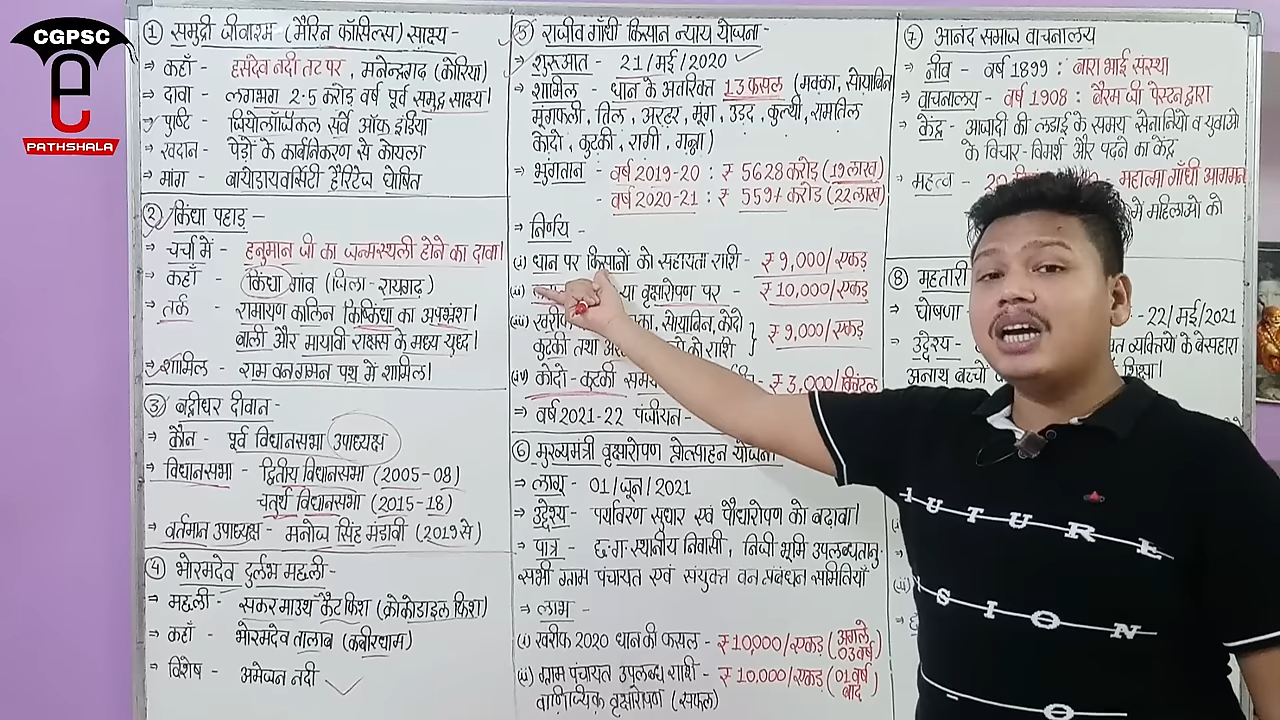 CGPSC
e
PATHSHALA
① समुद्री जीवाश्म (मैरिन फॉसिल्स) साक्ष्य -
⇒ कहाँ - हसदेव नदी तट पर, मनेन्द्रगढ़ (कोरिया)
⇒ दावा - लगभग 2.5 करोड़ वर्ष पूर्व समुद्र साक्ष्य।
⇒ पुष्टि - जियोलॉजिकल सर्वे ऑफ इंडिया
⇒ खदान - पेड़ों के कार्बनिकरण से कोयला
⇒ मांग - बायोडायवर्सिटी हैरिटेज घोषित
② किंधा पहाड़ -
⇒ चर्चा में - हनुमान जी का जन्मस्थली होने का दावा।
⇒ कहाँ - किंधा गांव (जिला - रायगढ़)
⇒ तर्क - रामायण कालिन किष्किंधा का अपभ्रंश।
बाली और मायावी राक्षस के मध्य युध्द।
⇒ शामिल - राम वनगमन पथ में शामिल।
③ बद्रीधर दीवान -
⇒ कौन - पूर्व विधानसभा उपाध्यक्ष
⇒ विधानसभा - द्वितीय विधानसभा (2005-08)
चतुर्थ विधानसभा (2015-18)
⇒ वर्तमान उपाध्यक्ष - मनोज सिंह मंडावी (2019 से)
④ भोरमदेव दुर्लभ मछली -
⇒ मछली - सकर माउथ कैटफिश (क्रोकोडाइल फिश)
⇒ कहाँ - भोरमदेव तालाब (कबीरधाम)
⇒ विशेष - अमेजन नदी
⑤ राजीव गाँधी किसान न्याय योजना -
⇒ शुरूआत - 21/मई/2020
⇒ शामिल - धान के अतिरिक्त 13 फसल (मक्का, सोयाबिन
मूंगफली, तिल, अरहर, मूंग, उड़द, कुल्थी, रामतिल
कोदो, कुटकी, रागी, गन्ना)
⇒ भुगतान - वर्ष 2019-20 : ₹ 5628 करोड़ (19 लाख)
- वर्ष 2020-21 : ₹ 5597 करोड़ (22 लाख)
⇒ निर्णय -
(i) धान पर किसानों को सहायता राशि - ₹ 9,000/एकड़
(ii) वृक्षारोपण पर - ₹ 10,000/एकड़
(iii) खरीफ सोयाबिन, कोदो
कुटकी तथा को राशि } ₹ 9,000/एकड़
(iv) कोदो-कुटकी - ₹ 3,000/क्विंटल
⇒ वर्ष 2021-22 पंजीयन -
⑥ मुख्यमंत्री वृक्षारोपण प्रोत्साहन योजना
⇒ लागू - 01/जून/2021
⇒ उद्देश्य - पर्यावरण सुधार एवं पौधारोपण को बढ़ावा।
⇒ पात्र - छ.ग. स्थानीय निवासी, निजी भूमि उपलब्धतानु.
सभी ग्राम पंचायत एवं संयुक्त वन प्रबंधन समितियाँ
⇒ लाभ -
(i) खरीफ 2020 धान की फसल - ₹ 10,000/एकड़ (अगले 03 वर्ष)
(ii) ग्राम पंचायत उपलब्ध राशि - ₹ 10,000/एकड़ (01 वर्ष बाद)
वाणिज्यिक वृक्षारोपण (सफल)
⑦ आनंद समाज वाचनालय
⇒ नींव - वर्ष 1899 : बारा भाई संस्था
⇒ वाचनालय - वर्ष 1908 : बैरम जी पेस्टन द्वारा
⇒ केंद्र - आजादी की लड़ाई के समय सेनानियों व युवाओ
के विचार-विमर्श और पढ़ने का केंद्र
⇒ महत्व - महात्मा गाँधी आगमन
में महिलाओ को
⑧ महतारी
⇒ घोषणा - 22/मई/2021
⇒ उद्देश्य - व्यक्तियो के बेसहारा
अनाथ बच्चों शिक्षा।
FUTURE
ISION